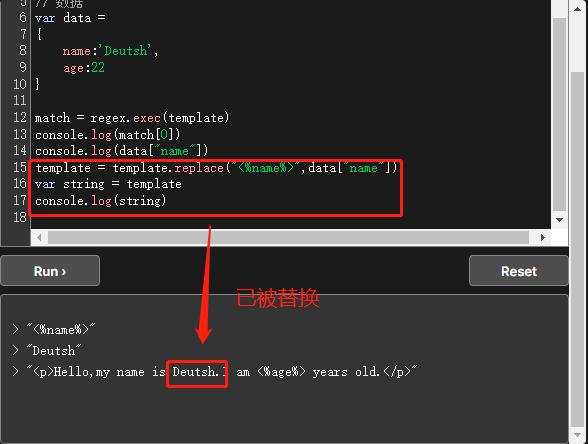 5 // 数据
6 var data =
7 {
8 name:'Deutsh',
9 age:22
10 }
11
12 match = regex.exec(template)
13 console.log(match[0])
14 console.log(data["name"])
15 template = template.replace("<%name%>",data["name"])
16 var string = template
17 console.log(string)
18
Run ›
Reset
已被替换
> "<%name%>"
> "Deutsh"
> "<p>Hello,my name is Deutsh.I am <%age%> years old.</p>"